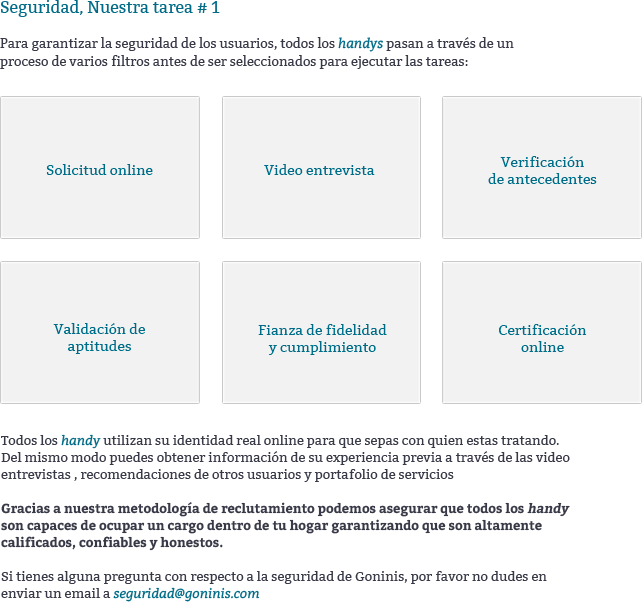 Seguridad, Nuestra tarea # 1
Para garantizar la seguridad de los usuarios, todos los handys pasan a través de un
proceso de varios filtros antes de ser seleccionados para ejecutar las tareas:
Solicitud online
Video entrevista
Verificación
de antecedentes
Validación de
aptitudes
Fianza de fidelidad
y cumplimiento
Certificación
online
Todos los handy utilizan su identidad real online para que sepas con quien estas tratando.
Del mismo modo puedes obtener información de su experiencia previa a través de las video
entrevistas , recomendaciones de otros usuarios y portafolio de servicios
Gracias a nuestra metodología de reclutamiento podemos asegurar que todos los handy
son capaces de ocupar un cargo dentro de tu hogar garantizando que son altamente
calificados, confiables y honestos.
Si tienes alguna pregunta con respecto a la seguridad de Goninis, por favor no dudes en
enviar un email a seguridad@goninis.com